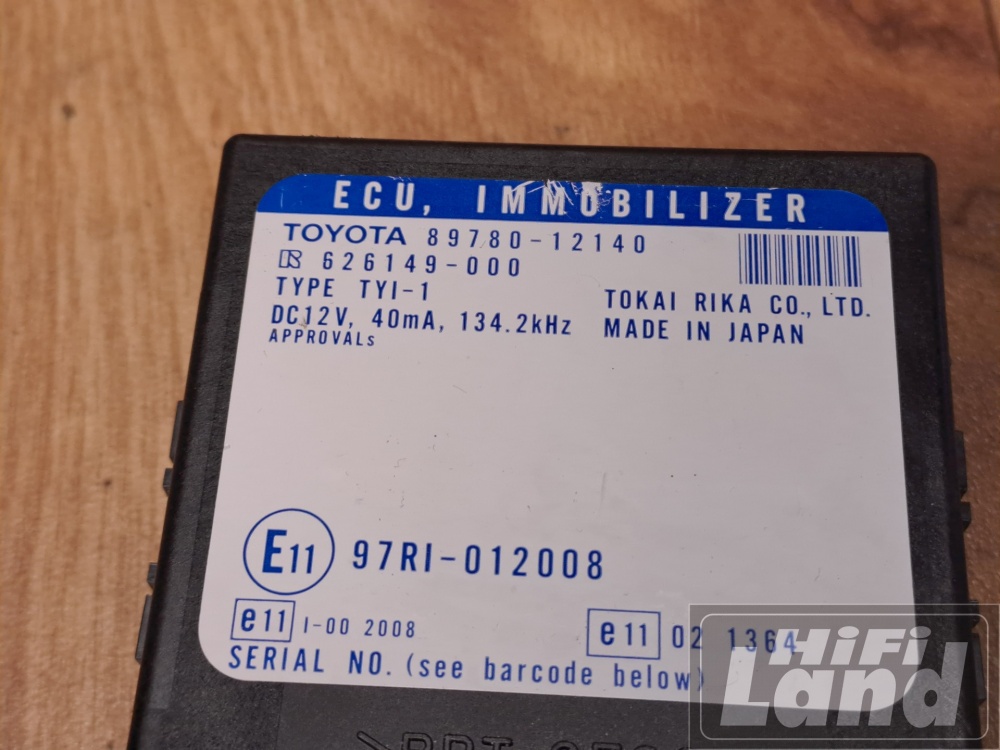 ECU, IMMOBILIZER
TOYOTA 89780-12140
626149-000
TYPE TYI-1
TOKAI RIKA CO., LTD.
DC12V, 40mA, 134.2kHz
MADE IN JAPAN
APPROVALs
E11 97RI-012008
e11 I-00 2008
e11 02 1364
SERIAL NO. (see barcode below)
HiFi
Land